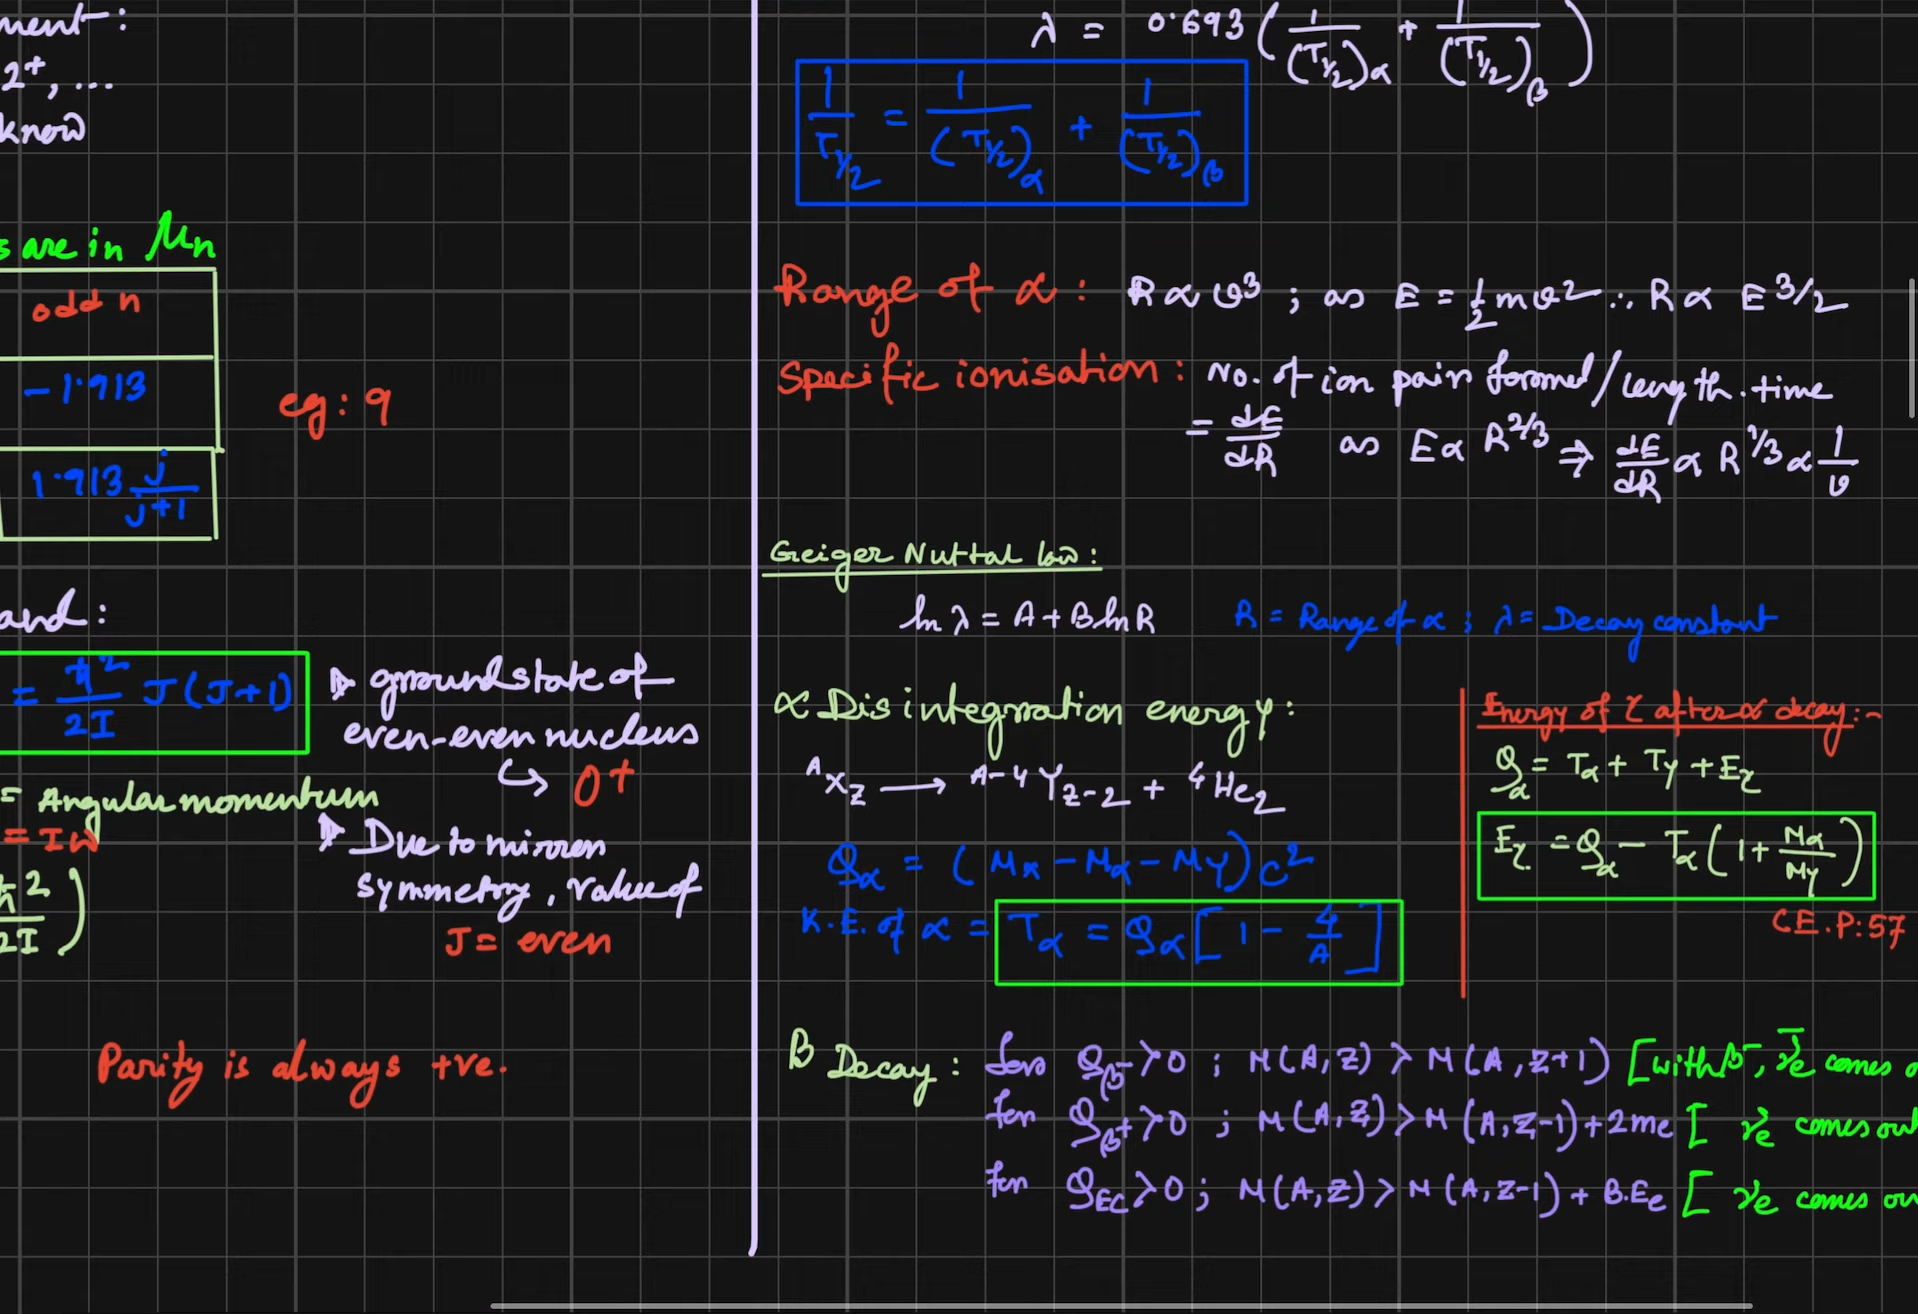 ment :
2⁺, ...
know
s are in μn
odd n
-1.913
1.913 j/(j+1)
eg: 9
and :
= ħ²/2I J(J+1)
= Angular momentum
= Iω
ħ²/2I )
▷ ground state of
even-even nucleus
↪ 0+
▷ Due to mirror
symmetry, value of
J = even
Parity is always +ve.
λ = 0.693 ( 1/(T½)α + 1/(T½)β )
1/T½ = 1/(T½)α + 1/(T½)β
Range of α : R ∝ v³ ; as E = ½mv² ∴ R ∝ E^3/2
Specific ionisation : No. of ion pair formed/length.time
= dE/dR as E ∝ R^2/3 ⇒ dE/dR ∝ R^1/3 ∝ 1/v
Geiger Nuttal law :
ln λ = A + B ln R R = Range of α ; λ = Decay constant
α Disintegration energy :
ᴬX_Z → ᴬ⁻⁴Y_Z-2 + ⁴He₂
Qα = (Mx - Mα - My) c²
K.E. of α = Tα = Qα [ 1 - 4/A ]
Energy of γ after α decay :-
Qα = Tα + Ty + Eγ
Eγ = Qα - Tα ( 1 + Mα/My )
C.E.P:57
β Decay : for Qβ- > 0 ; M(A,Z) > M(A,Z+1) [with β⁻, ν̄e comes o
for Qβ+ > 0 ; M(A,Z) > M(A,Z-1) + 2me [ νe comes out
for QEC > 0 ; M(A,Z) > M(A,Z-1) + B.Ee [ νe comes ou